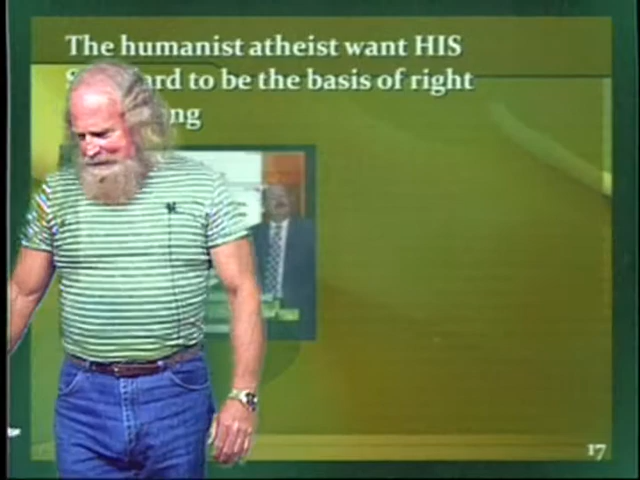 The humanist atheist want HIS
to be the basis of right
17